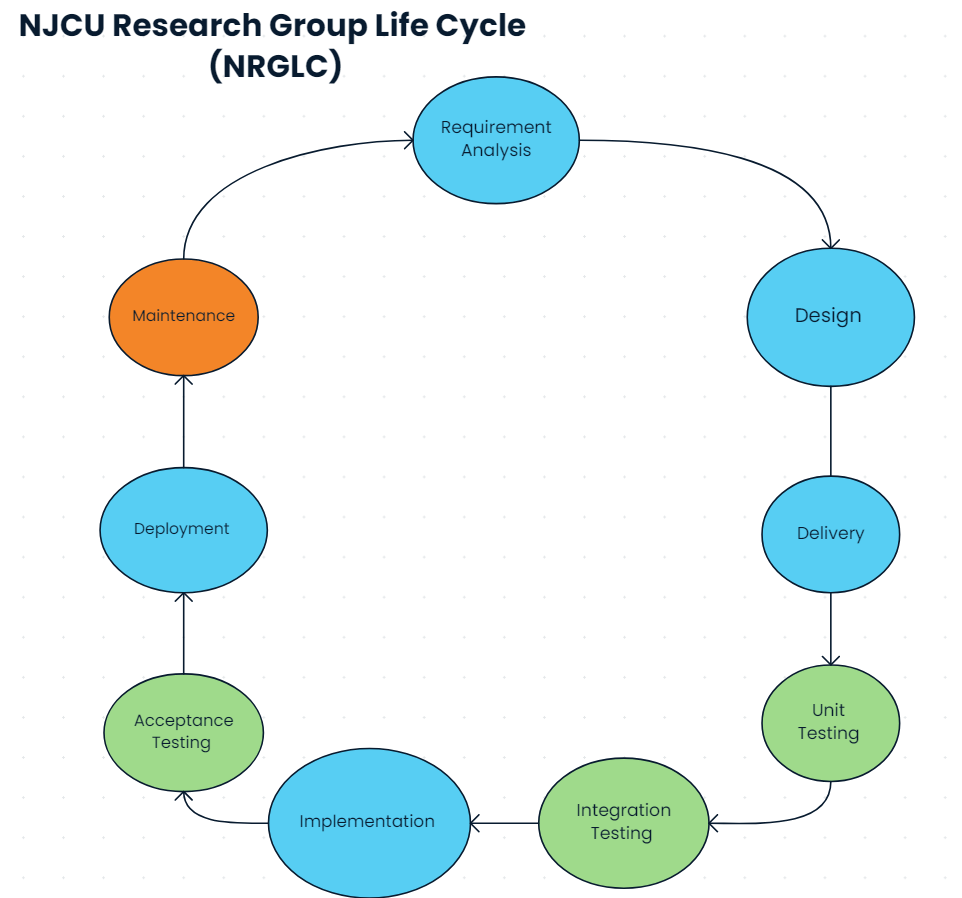 NJCU Research Group Life Cycle
(NRGLC)
Requirement
Analysis
Design
Delivery
Unit
Testing
Integration
Testing
Implementation
Acceptance
Testing
Deployment
Maintenance